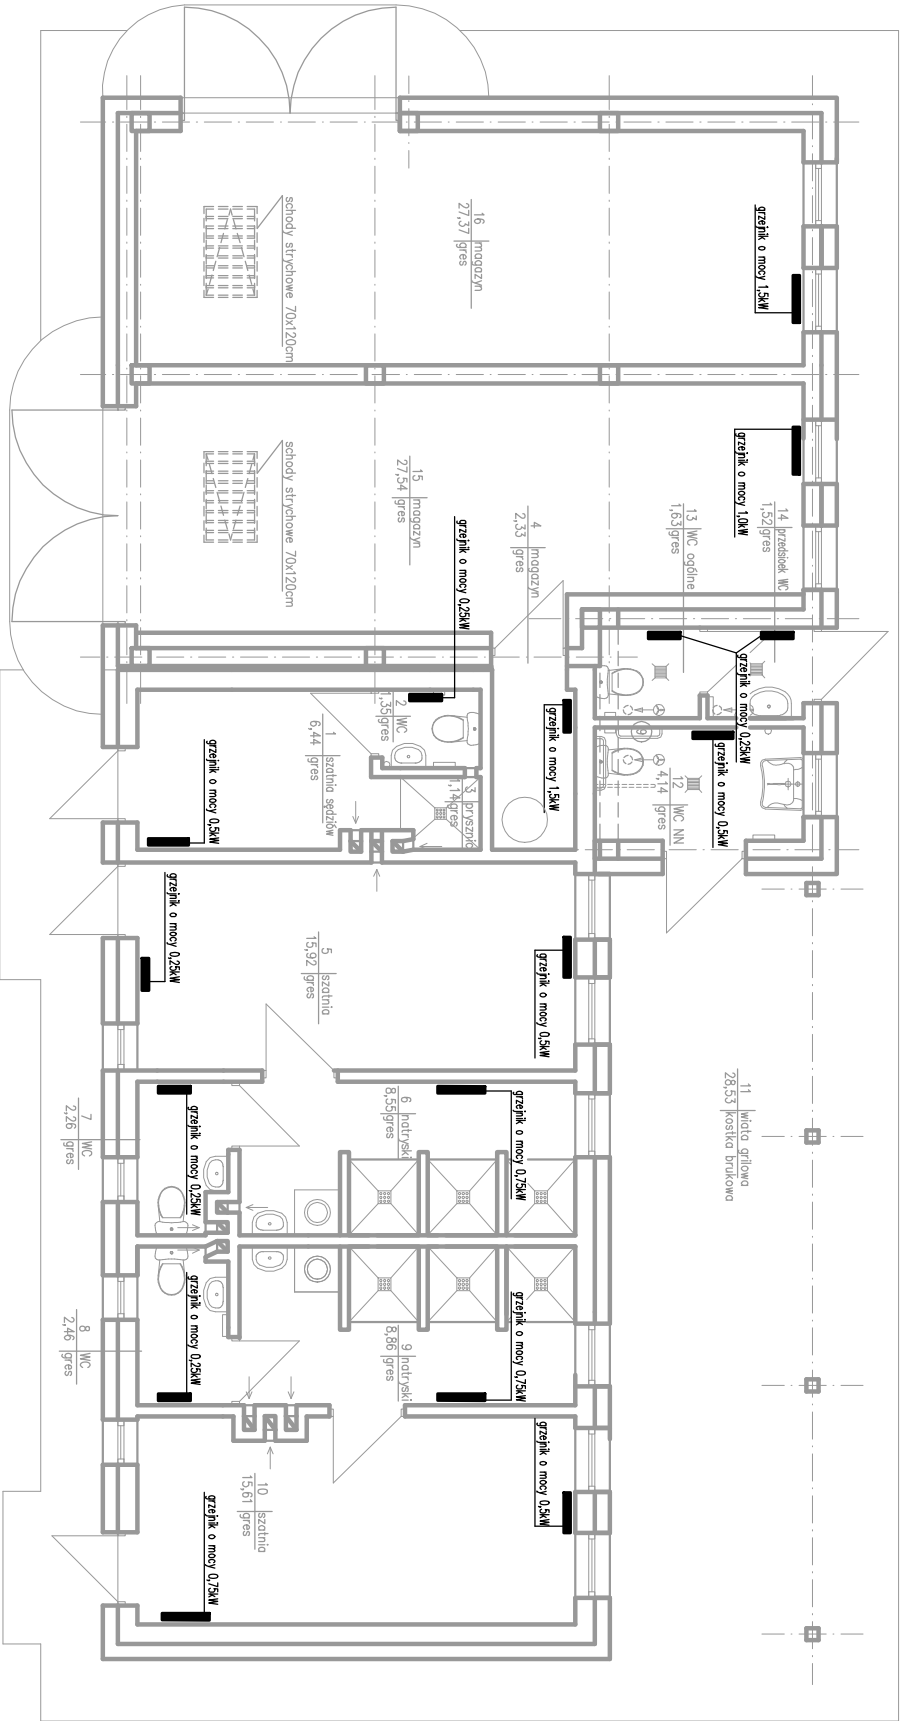 16 magazyn
27,37 gres
grzejnik o mocy 1,5kW
schody strychowe 70x120cm
15 magazyn
27,54 gres
grzejnik o mocy 1,0kW
schody strychowe 70x120cm
14 przedsionek WC
1,52 gres
13 WC ogólne
1,63 gres
grzejnik o mocy 0,25kW
4 magazyn
2,33 gres
grzejnik o mocy 1,5kW
grzejnik o mocy 0,25kW
2 WC
1,35 gres
1 szatnia sędziów
6,44 gres
grzejnik o mocy 0,5kW
3 prysznic
1,14 gres
12 WC NN
4,14 gres
grzejnik o mocy 0,5kW
5 szatnia
15,92 gres
grzejnik o mocy 0,25kW
grzejnik o mocy 0,5kW
11 wiata grilowa
28,53 kostka brukowa
6 natryski
8,55 gres
grzejnik o mocy 0,75kW
7 WC
2,26 gres
grzejnik o mocy 0,25kW
8 WC
2,46 gres
grzejnik o mocy 0,25kW
9 natryski
8,86 gres
grzejnik o mocy 0,75kW
10 szatnia
15,61 gres
grzejnik o mocy 0,5kW
grzejnik o mocy 0,75kW